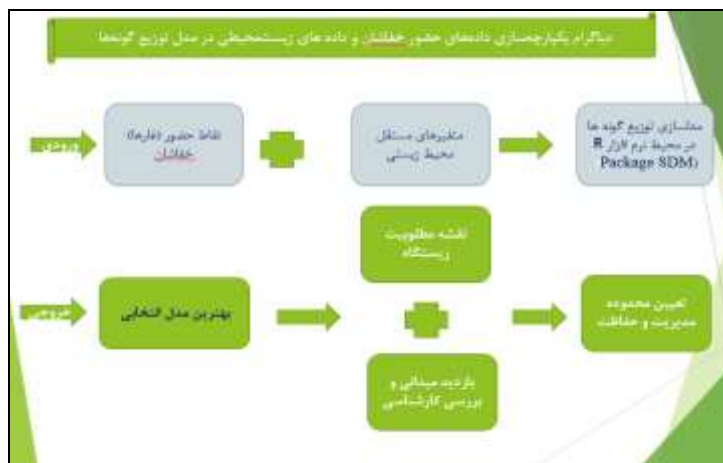 دیاگرام یکپارچه‌سازی داده‌های حضور خفاشان و داده های زیست‌محیطی در مدل توزیع گونه‌ها
ورودی
نقاط حضور (غارها)
خفاشان
متغیرهای مستقل
محیط زیستی
مدلسازی توزیع گونه ها
در محیط نرم افزار R
(Package SDM
خروجی
بهترین مدل انتخابی
نقشه مطلوبیت
زیستگاه
بازدید میدانی و
بررسی کارشناسی
تعیین محدوده
مدیریت و حفاظت